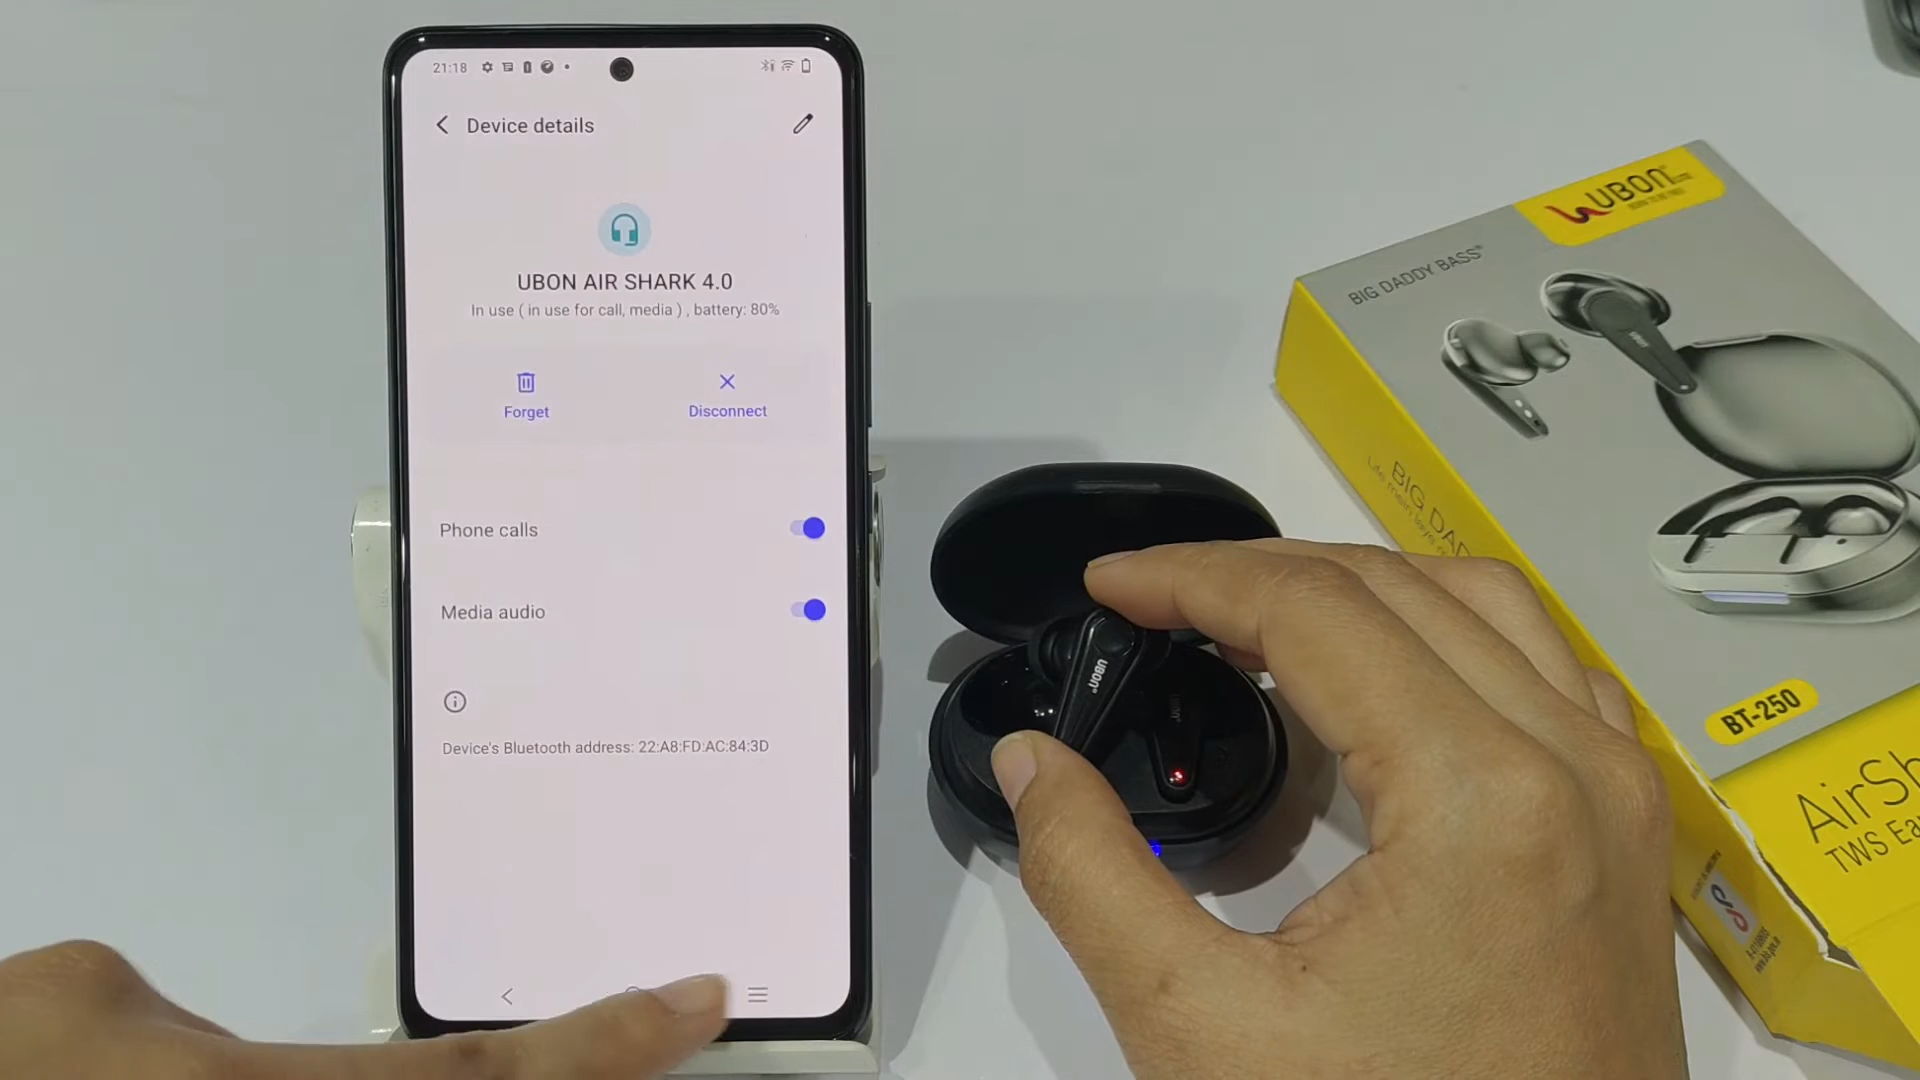 21:18
Device details
UBON AIR SHARK 4.0
In use ( in use for call, media ) , battery: 80%
Forget
Disconnect
Phone calls
Media audio
Device's Bluetooth address: 22:A8:FD:AC:84:3D
UBON
UBON
BIG DADDY BASS
BIG DAD
BT-250
AirSh
TWS Ea